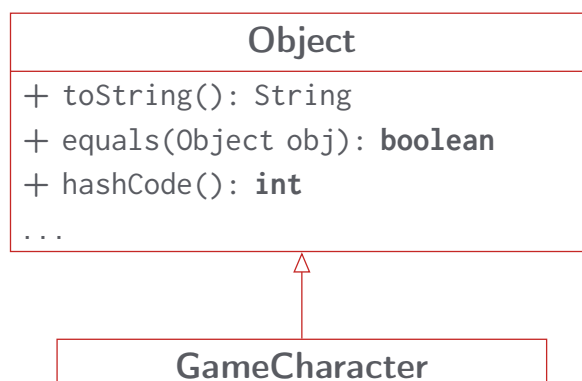 Object
+ toString(): String
+ equals(Object obj): boolean
+ hashCode(): int
...
GameCharacter